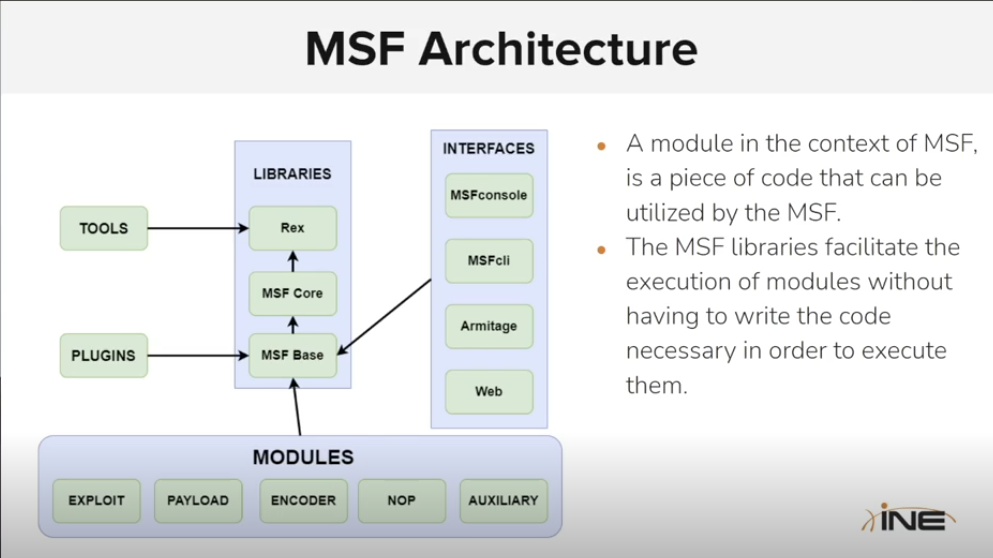 MSF Architecture
LIBRARIES
Rex
MSF Core
MSF Base
TOOLS
PLUGINS
INTERFACES
MSFconsole
MSFcli
Armitage
Web
MODULES
EXPLOIT
PAYLOAD
ENCODER
NOP
AUXILIARY
• A module in the context of MSF,
is a piece of code that can be
utilized by the MSF.
• The MSF libraries facilitate the
execution of modules without
having to write the code
necessary in order to execute
them.
iNE